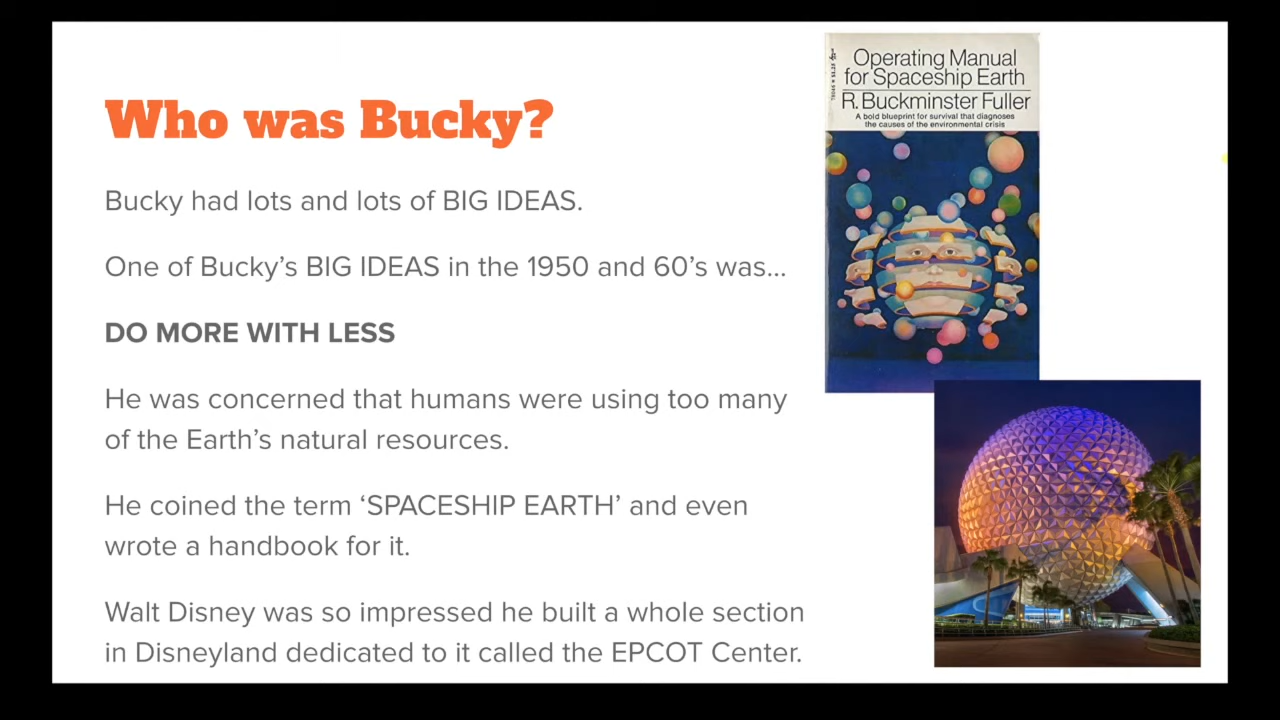 Who was Bucky?
Bucky had lots and lots of BIG IDEAS.
One of Bucky's BIG IDEAS in the 1950 and 60's was...
DO MORE WITH LESS
He was concerned that humans were using too many
of the Earth's natural resources.
He coined the term ‘SPACESHIP EARTH’ and even
wrote a handbook for it.
Walt Disney was so impressed he built a whole section
in Disneyland dedicated to it called the EPCOT Center.
Operating Manual
for Spaceship Earth
R. Buckminster Fuller
A bold blueprint for survival that diagnoses
the causes of the environmental crisis